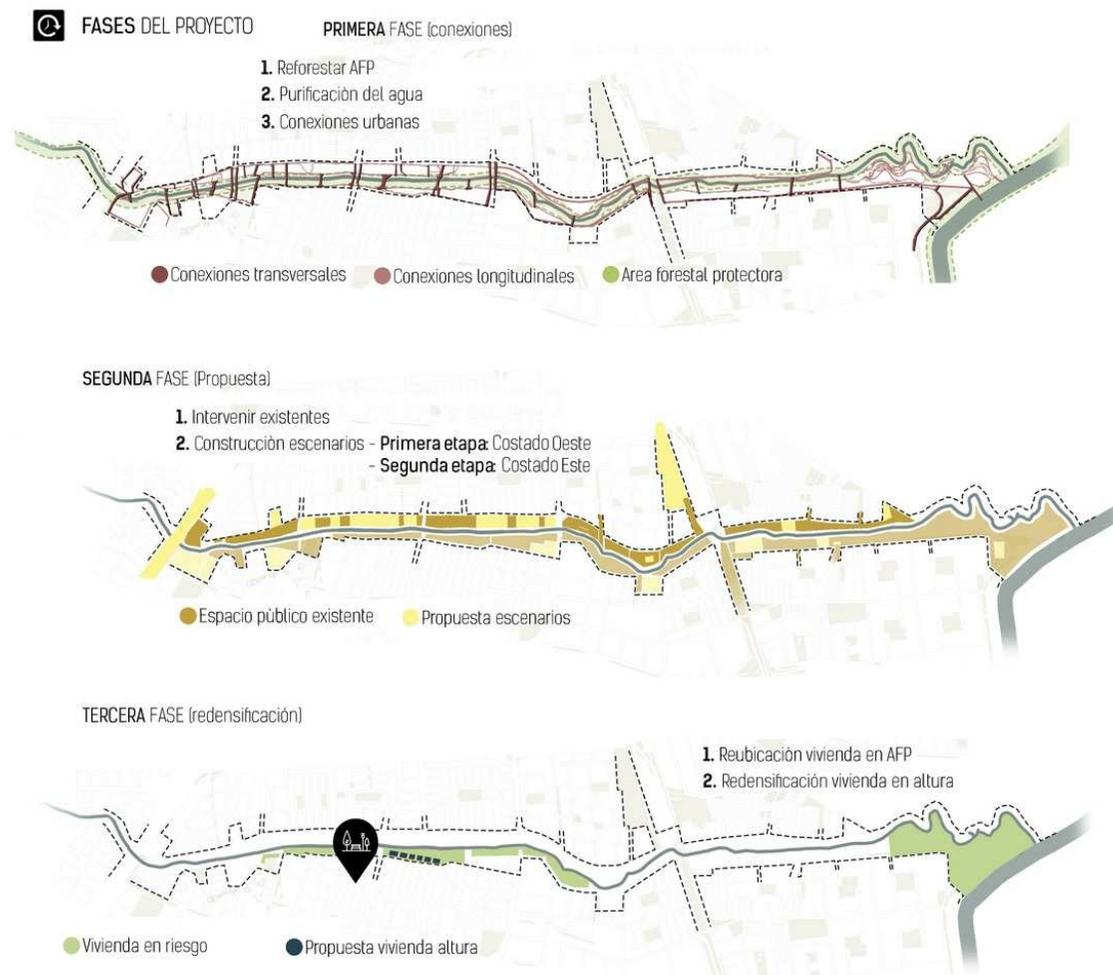 FASES DEL PROYECTO
PRIMERA FASE (conexiones)
1. Reforestar AFP
2. Purificaciòn del agua
3. Conexiones urbanas
Conexiones transversales
Conexiones longitudinales
Area forestal protectora
SEGUNDA FASE (Propuesta)
1. Intervenir existentes
2. Construcciòn escenarios - Primera etapa: Costado Oeste
- Segunda etapa: Costado Este
Espacio pùblico existente
Propuesta escenarios
TERCERA FASE (redensificación)
1. Reubicaciòn vivienda en AFP
2. Redensificación vivienda en altura
Vivienda en riesgo
Propuesta vivienda altura